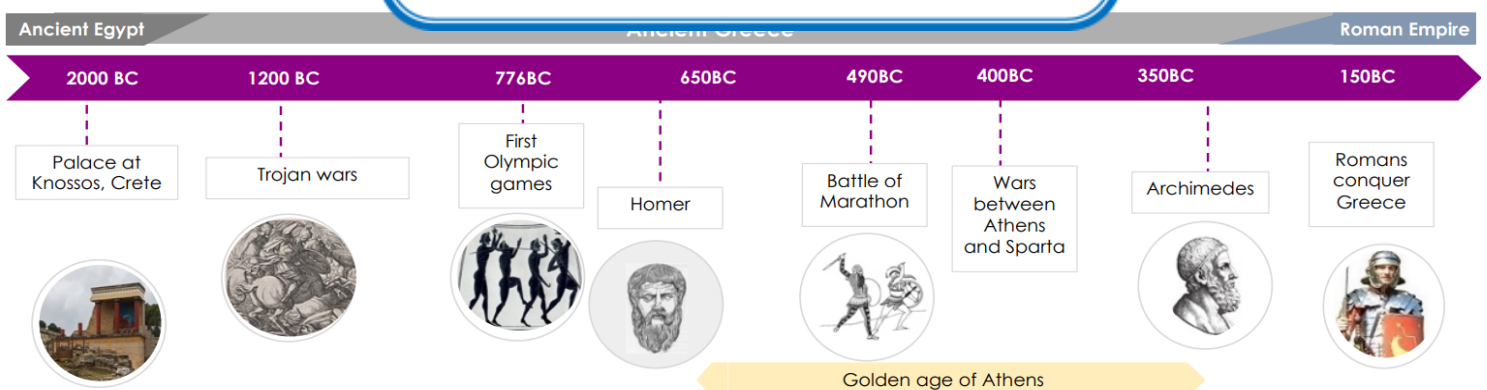 Ancient Egypt
Ancient Greece
Roman Empire
2000 BC
1200 BC
776BC
650BC
490BC
400BC
350BC
150BC
Palace at
Knossos, Crete
Trojan wars
First
Olympic
games
Homer
Battle of
Marathon
Wars
between
Athens
and Sparta
Archimedes
Romans
conquer
Greece
Golden age of Athens